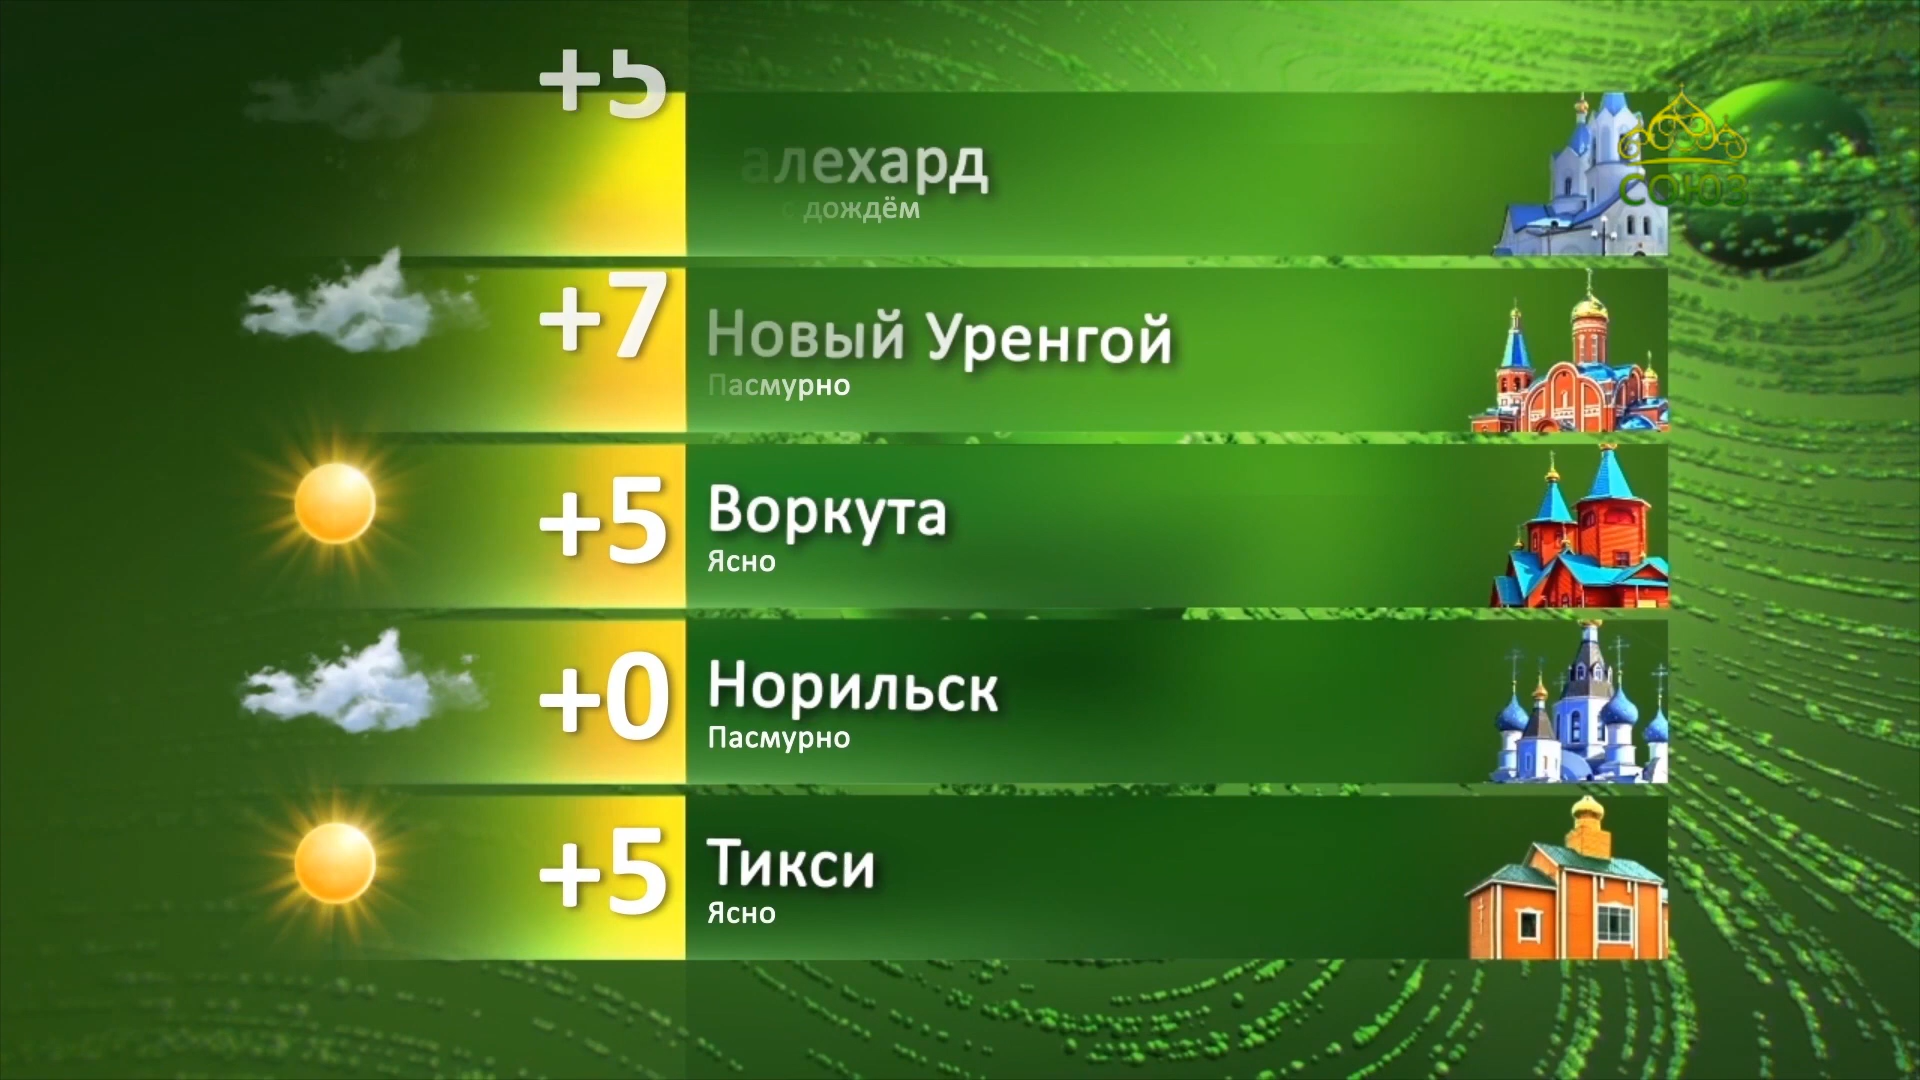 +5
алехард
с дождём
СОЮЗ
+7
Новый Уренгой
Пасмурно
+5
Воркута
Ясно
+0
Норильск
Пасмурно
+5
Тикси
Ясно